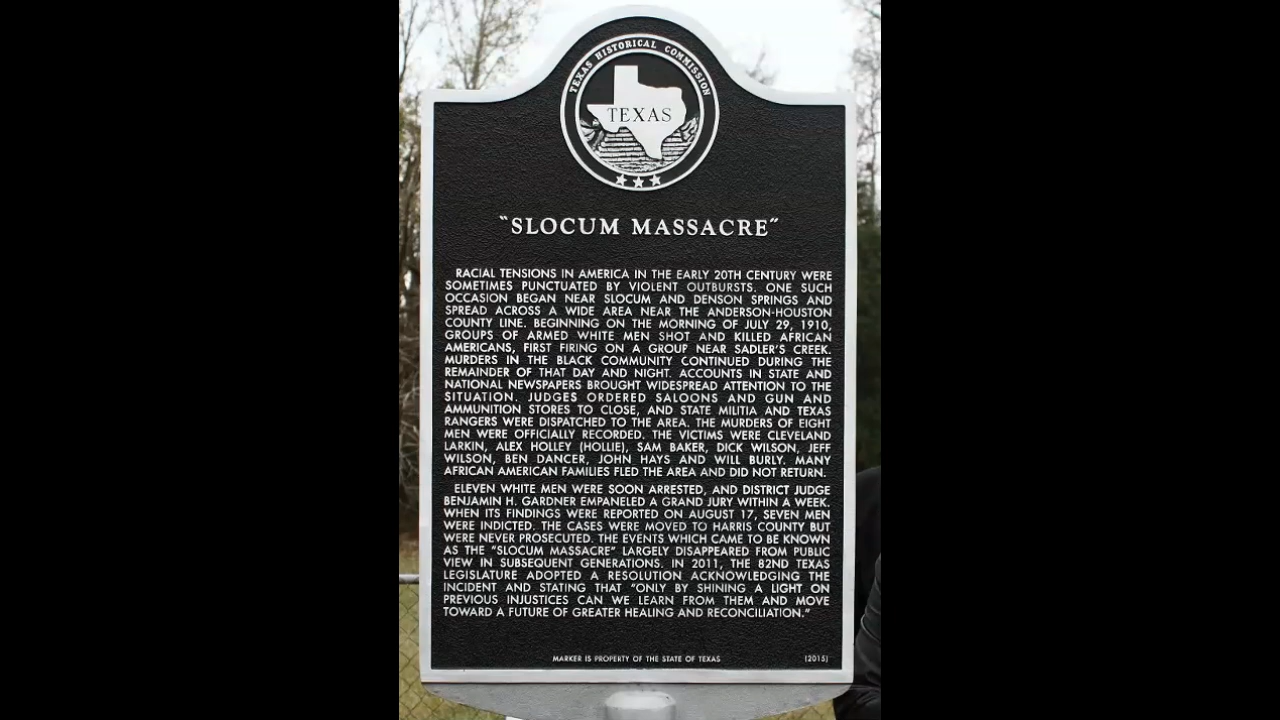 TEXAS HISTORICAL COMMISSION
TEXAS
"SLOCUM MASSACRE"
RACIAL TENSIONS IN AMERICA IN THE EARLY 20TH CENTURY WERE
SOMETIMES PUNCTUATED BY VIOLENT OUTBURSTS. ONE SUCH
OCCASION BEGAN NEAR SLOCUM AND DENSON SPRINGS AND
SPREAD ACROSS A WIDE AREA NEAR THE ANDERSON-HOUSTON
COUNTY LINE. BEGINNING ON THE MORNING OF JULY 29, 1910,
GROUPS OF ARMED WHITE MEN SHOT AND KILLED AFRICAN
AMERICANS, FIRST FIRING ON A GROUP NEAR SADLER'S CREEK.
MURDERS IN THE BLACK COMMUNITY CONTINUED DURING THE
REMAINDER OF THAT DAY AND NIGHT. ACCOUNTS IN STATE AND
NATIONAL NEWSPAPERS BROUGHT WIDESPREAD ATTENTION TO THE
SITUATION. JUDGES ORDERED SALOONS AND GUN AND
AMMUNITION STORES TO CLOSE, AND STATE MILITIA AND TEXAS
RANGERS WERE DISPATCHED TO THE AREA. THE MURDERS OF EIGHT
MEN WERE OFFICIALLY RECORDED. THE VICTIMS WERE CLEVELAND
LARKIN, ALEX HOLLEY (HOLLIE), SAM BAKER, DICK WILSON, JEFF
WILSON, BEN DANCER, JOHN HAYS AND WILL BURLY. MANY
AFRICAN AMERICAN FAMILIES FLED THE AREA AND DID NOT RETURN.
ELEVEN WHITE MEN WERE SOON ARRESTED, AND DISTRICT JUDGE
BENJAMIN H. GARDNER EMPANELED A GRAND JURY WITHIN A WEEK.
WHEN ITS FINDINGS WERE REPORTED ON AUGUST 17, SEVEN MEN
WERE INDICTED. THE CASES WERE MOVED TO HARRIS COUNTY BUT
WERE NEVER PROSECUTED. THE EVENTS WHICH CAME TO BE KNOWN
AS THE "SLOCUM MASSACRE" LARGELY DISAPPEARED FROM PUBLIC
VIEW IN SUBSEQUENT GENERATIONS. IN 2011, THE 82ND TEXAS
LEGISLATURE ADOPTED A RESOLUTION ACKNOWLEDGING THE
INCIDENT AND STATING THAT "ONLY BY SHINING A LIGHT ON
PREVIOUS INJUSTICES CAN WE LEARN FROM THEM AND MOVE
TOWARD A FUTURE OF GREATER HEALING AND RECONCILIATION."
MARKER IS PROPERTY OF THE STATE OF TEXAS (2015)